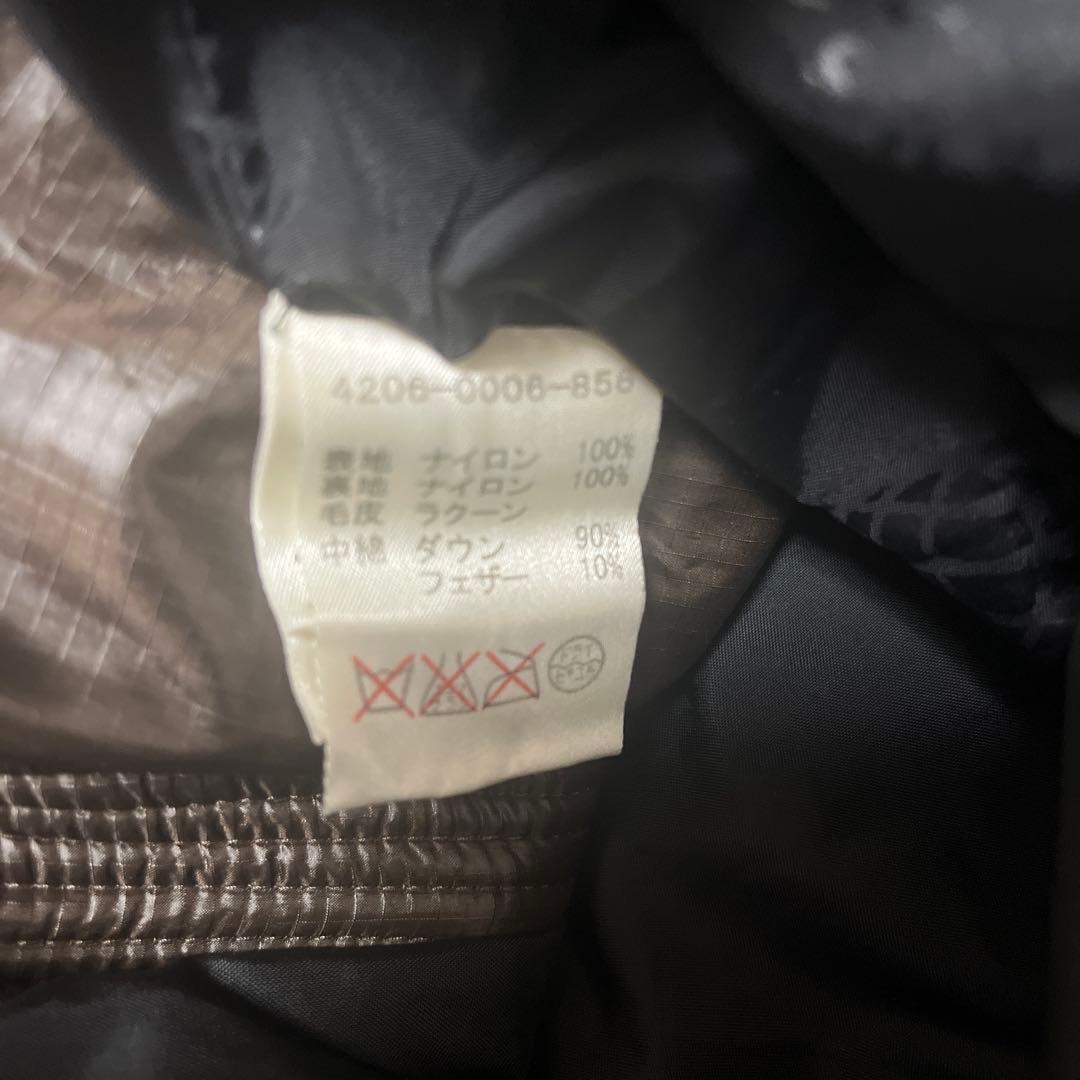 4206-0006-856
表地 ナイロン 100%
裏地 ナイロン 100%
毛皮 ラクーン
中綿 ダウン 90%
フェザー 10%